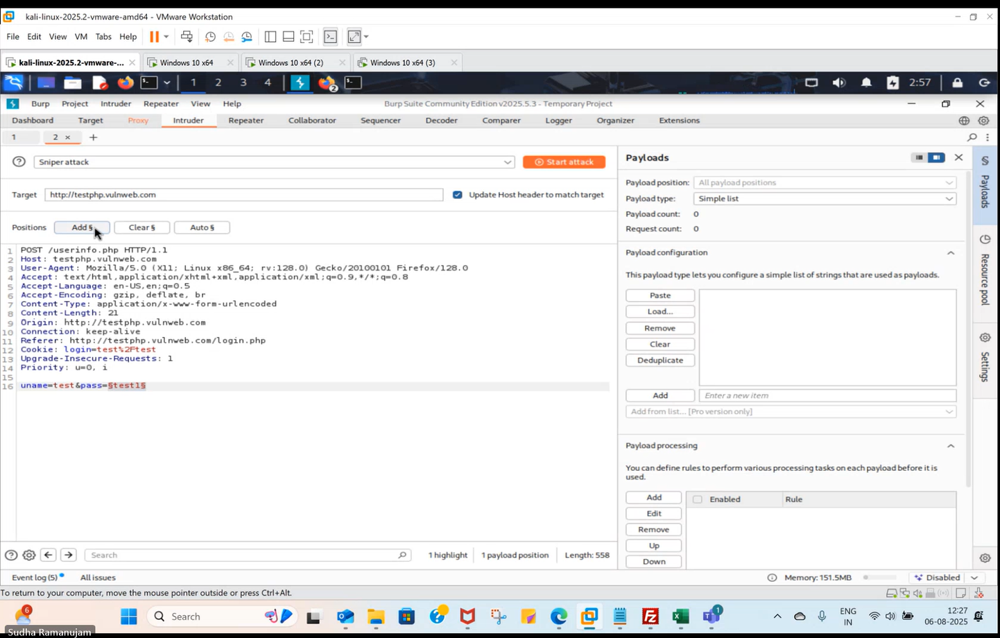 kali-linux-2025.2-vmware-amd64 - VMware Workstation
File Edit View VM Tabs Help
kali-linux-2025.2-vmware-... Windows 10 x64 Windows 10 x64 (2) Windows 10 x64 (3)
1 2 3 4 2 2:57
Burp Project Intruder Repeater View Help Burp Suite Community Edition v2025.5.3 - Temporary Project
Dashboard Target Proxy Intruder Repeater Collaborator Sequencer Decoder Comparer Logger Organizer Extensions
1 2 × +
Sniper attack Start attack
Target http://testphp.vulnweb.com Update Host header to match target
Positions Add § Clear § Auto §
1 POST /userinfo.php HTTP/1.1
2 Host: testphp.vulnweb.com
3 User-Agent: Mozilla/5.0 (X11; Linux x86_64; rv:128.0) Gecko/20100101 Firefox/128.0
4 Accept: text/html,application/xhtml+xml,application/xml;q=0.9,*/*;q=0.8
5 Accept-Language: en-US,en;q=0.5
6 Accept-Encoding: gzip, deflate, br
7 Content-Type: application/x-www-form-urlencoded
8 Content-Length: 21
9 Origin: http://testphp.vulnweb.com
10 Connection: keep-alive
11 Referer: http://testphp.vulnweb.com/login.php
12 Cookie: login=test%2Ftest
13 Upgrade-Insecure-Requests: 1
14 Priority: u=0, i
15
16 uname=test&pass=§test1§
Search 1 highlight 1 payload position Length: 558
Payloads
Payload position: All payload positions
Payload type: Simple list
Payload count: 0
Request count: 0
Payload configuration
This payload type lets you configure a simple list of strings that are used as payloads.
Paste
Load...
Remove
Clear
Deduplicate
Add Enter a new item
Add from list... [Pro version only]
Payload processing
You can define rules to perform various processing tasks on each payload before it is
used.
Add Enabled Rule
Edit
Remove
Up
Down
Payloads
Resource pool
Settings
Event log (5) All issues Memory: 151.5MB Disabled
To return to your computer, move the mouse pointer outside or press Ctrl+Alt.
6 Search 1 ENG 12:27
IN 06-08-2025
Sudha Ramanujam